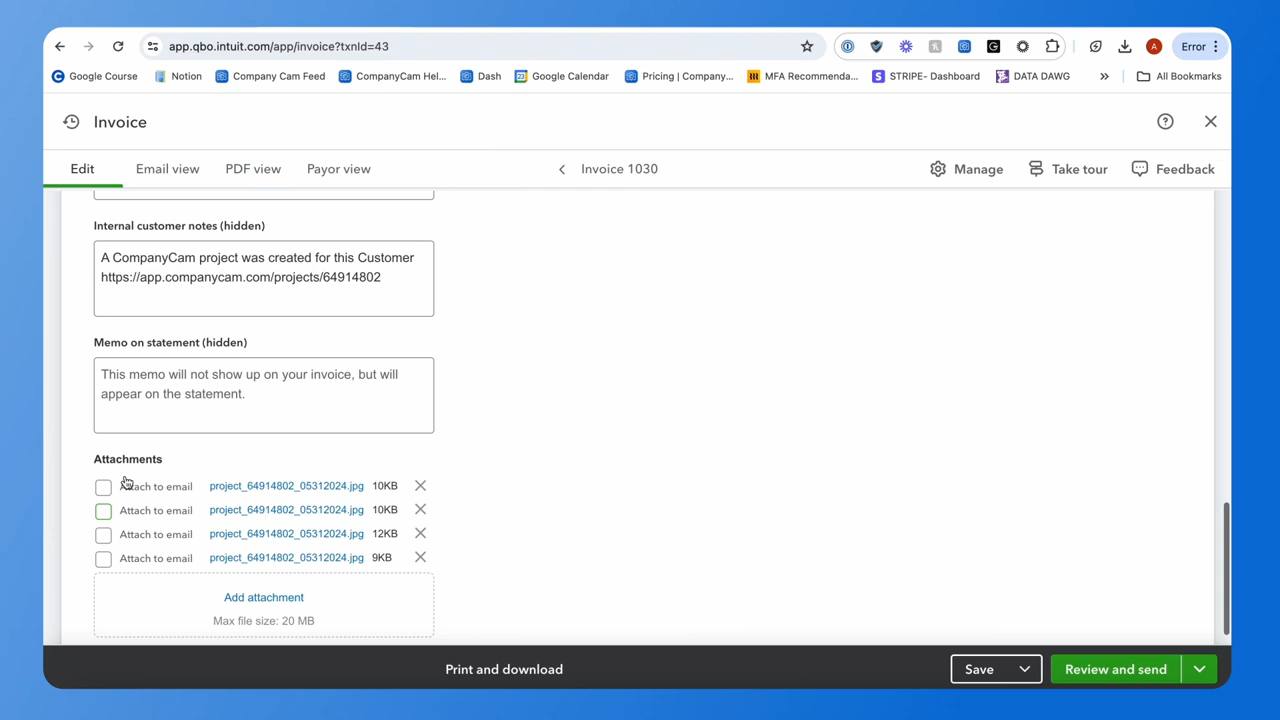 app.qbo.intuit.com/app/invoice?txnId=43
A
Error
Google Course
Notion
Company Cam Feed
CompanyCam Hel...
Dash
Google Calendar
Pricing | Company...
MFA Recommenda...
STRIPE- Dashboard
DATA DAWG
»
All Bookmarks
Invoice
Edit
Email view
PDF view
Payor view
Invoice 1030
Manage
Take tour
Feedback
Internal customer notes (hidden)
A CompanyCam project was created for this Customer
https://app.companycam.com/projects/64914802
Memo on statement (hidden)
This memo will not show up on your invoice, but will
appear on the statement.
Attachments
Attach to email project_64914802_05312024.jpg 10KB
Attach to email project_64914802_05312024.jpg 10KB
Attach to email project_64914802_05312024.jpg 12KB
Attach to email project_64914802_05312024.jpg 9KB
Add attachment
Max file size: 20 MB
Print and download
Save
Review and send